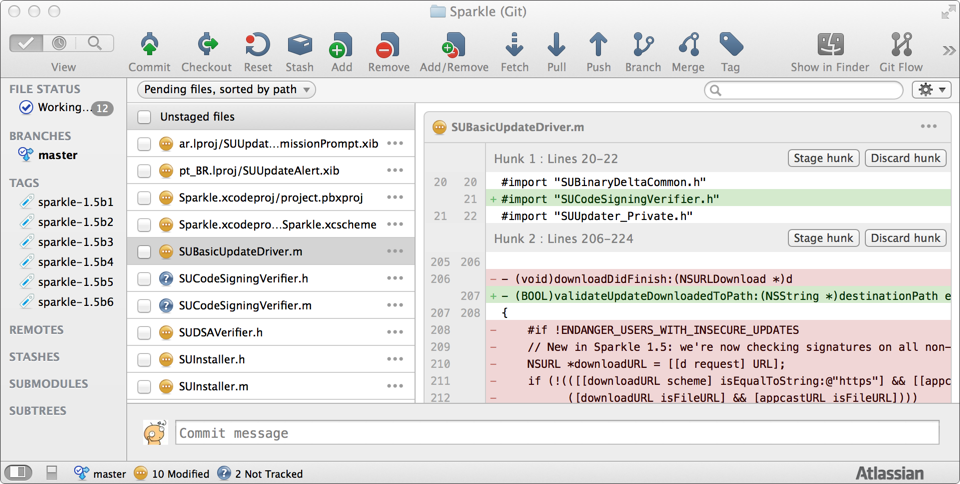 Sparkle (Git)
View
Commit
Checkout
Reset
Stash
Add
Remove
Add/Remove
Fetch
Pull
Push
Branch
Merge
Tag
Show in Finder
Git Flow
FILE STATUS
Working... 12
BRANCHES
master
TAGS
sparkle-1.5b1
sparkle-1.5b2
sparkle-1.5b3
sparkle-1.5b4
sparkle-1.5b5
sparkle-1.5b6
REMOTES
STASHES
SUBMODULES
SUBTREES
Pending files, sorted by path
Unstaged files
ar.lproj/SUUpdat...missionPrompt.xib
pt_BR.lproj/SUUpdateAlert.xib
Sparkle.xcodeproj/project.pbxproj
Sparkle.xcodepro...Sparkle.xcscheme
SUBasicUpdateDriver.m
SUCodeSigningVerifier.h
SUCodeSigningVerifier.m
SUDSAVerifier.h
SUInstaller.h
SUInstaller.m
SUBasicUpdateDriver.m
Hunk 1 : Lines 20-22 Stage hunk Discard hunk
20 20 #import "SUBinaryDeltaCommon.h"
21 + #import "SUCodeSigningVerifier.h"
21 22 #import "SUUpdater_Private.h"
Hunk 2 : Lines 206-224 Stage hunk Discard hunk
205 206
206 - - (void)downloadDidFinish:(NSURLDownload *)d
207 + - (BOOL)validateUpdateDownloadedToPath:(NSString *)destinationPath e
207 208 {
208 - #if !ENDANGER_USERS_WITH_INSECURE_UPDATES
209 - // New in Sparkle 1.5: we're now checking signatures on all non-
210 - NSURL *downloadURL = [[d request] URL];
211 - if (!(([[downloadURL scheme] isEqualToString:@"https"] && [[appc
212 - ([downloadURL isFileURL] && [appcastURL isFileURL])))
Commit message
master 10 Modified 2 Not Tracked
Atlassian